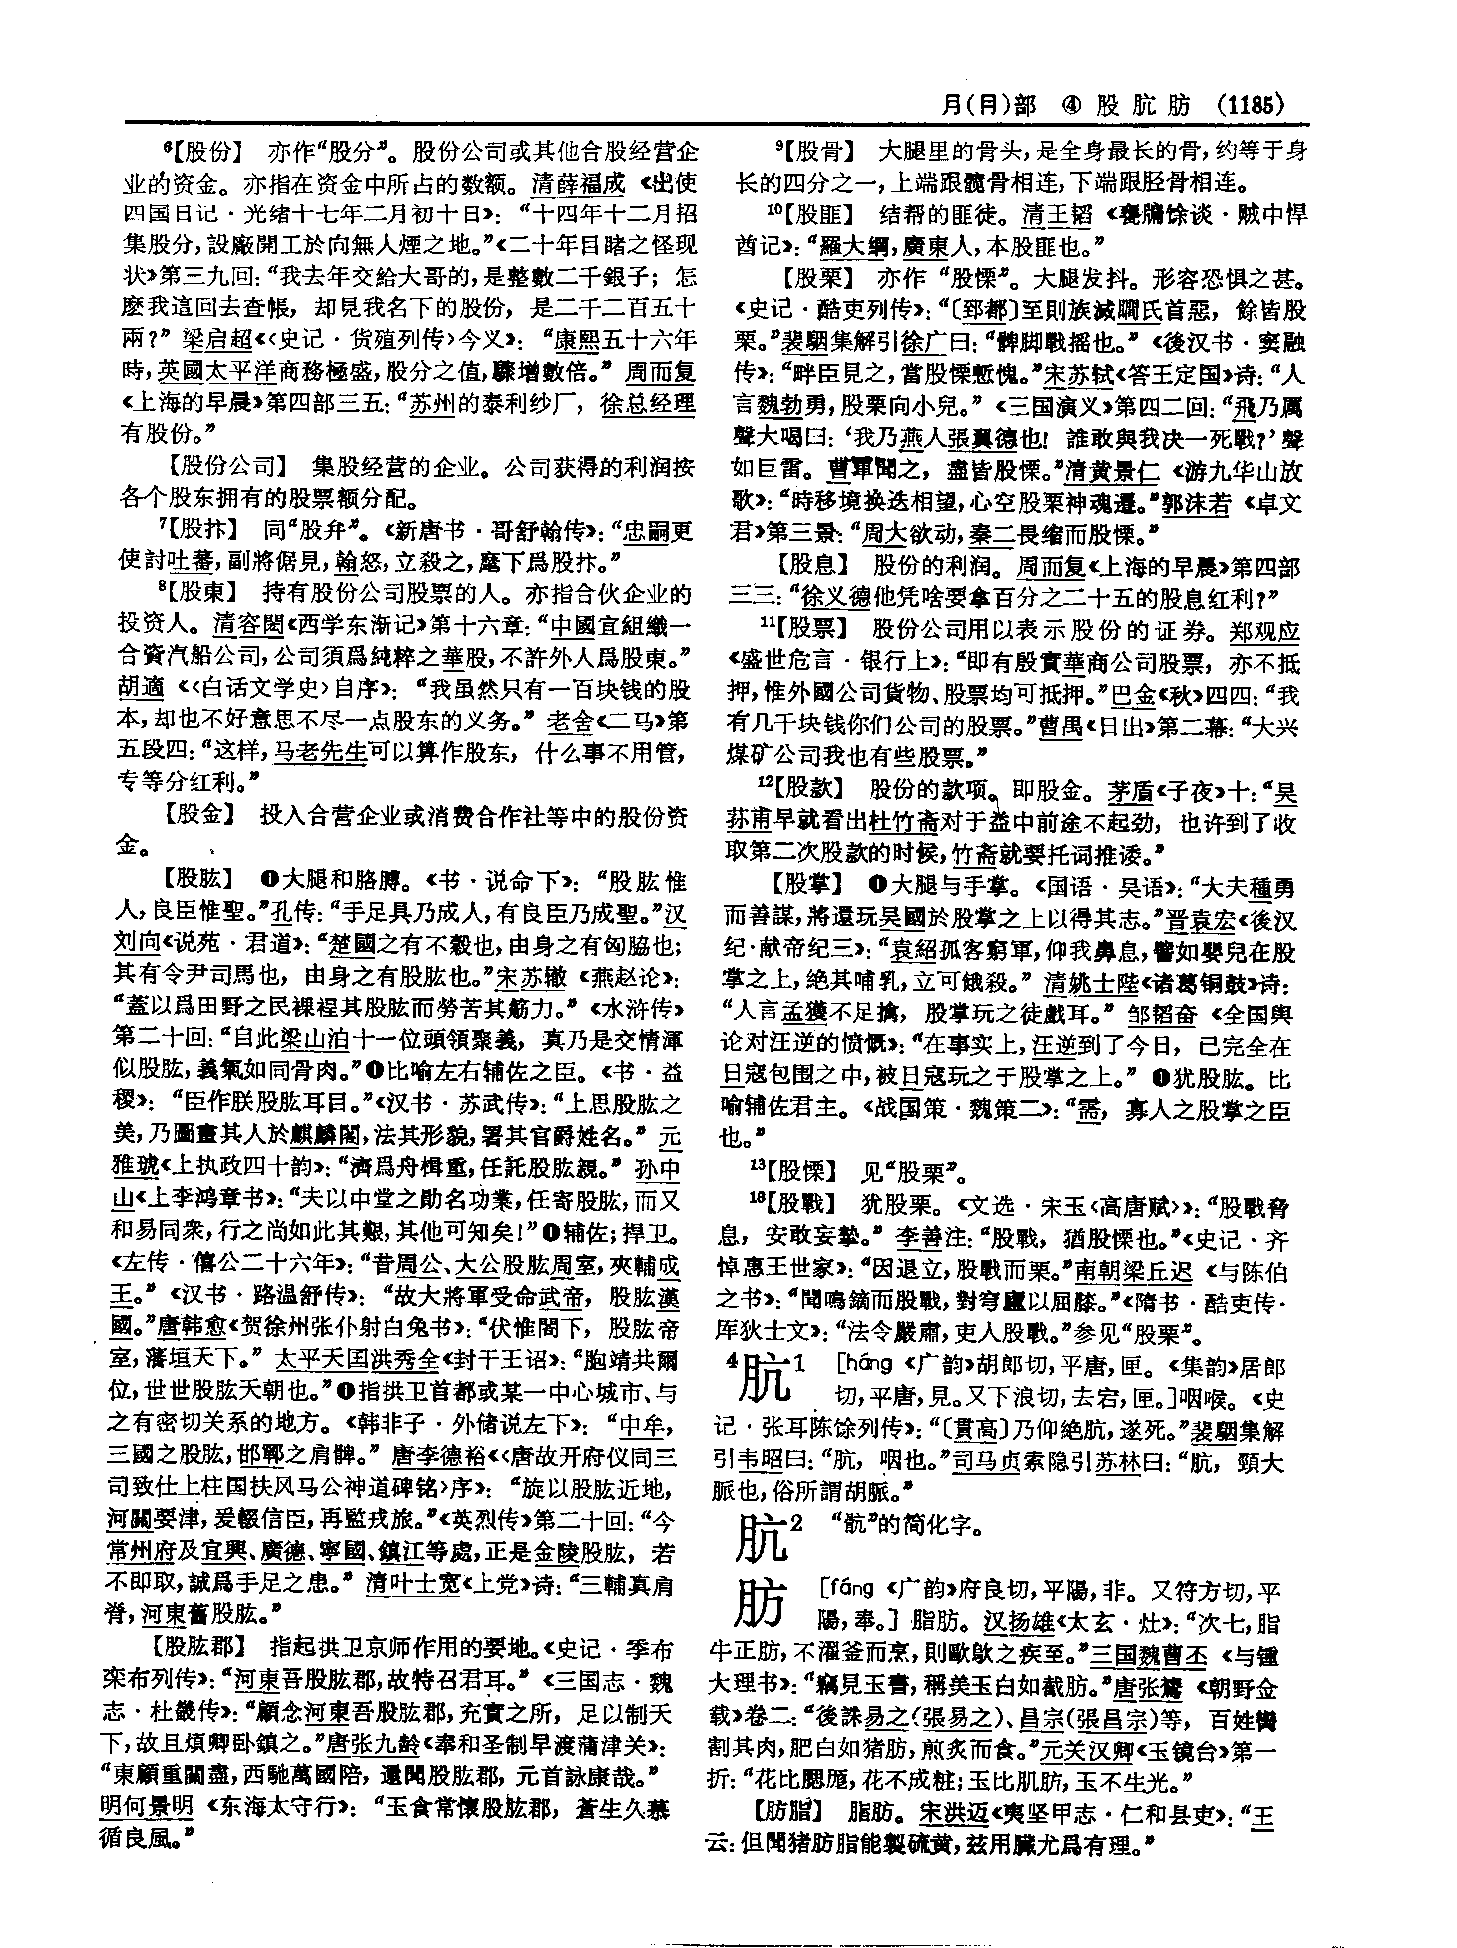 月(⺼)部　④　股肮肪　(1185)
⁶【股份】　亦作“股分”。股份公司或其他合股经营企
业的资金。亦指在资金中所占的数额。清薛福成《出使
四国日记·光绪十七年二月初十日》：“十四年十二月招
集股分，設廠開工於向無人煙之地。”《二十年目睹之怪现
状》第三九回：“我去年交給大哥的，是整數二千銀子；怎
麽我這回去查帳，却見我名下的股份，是二千二百五十
兩？”梁启超《〈史记·货殖列传〉今义》：“康熙五十六年
時，英國太平洋商務極盛，股分之值，驟增數倍。”周而复
《上海的早晨》第四部三五：“苏州的泰利纱厂，徐总经理
有股份。”
【股份公司】　集股经营的企业。公司获得的利润按
各个股东拥有的股票额分配。
⁷【股抃】　同“股弁”。《新唐书·哥舒翰传》：“忠嗣更
使討吐蕃，副將倨見，翰怒，立殺之，麾下爲股抃。”
⁸【股東】　持有股份公司股票的人。亦指合伙企业的
投资人。清容闳《西学东渐记》第十六章：“中國宜組織一
合資汽船公司，公司須爲純粹之華股，不許外人爲股東。”
胡適《〈白话文学史〉自序》：“我虽然只有一百块钱的股
本，却也不好意思不尽一点股东的义务。”老舍《二马》第
五段四：“这样，马老先生可以算作股东，什么事不用管，
专等分红利。”
【股金】　投入合营企业或消费合作社等中的股份资
金。
【股肱】　❶大腿和胳膊。《书·说命下》：“股肱惟
人，良臣惟聖。”孔传：“手足具乃成人，有良臣乃成聖。”汉
刘向《说苑·君道》：“楚國之有不穀也，由身之有匈脇也；
其有令尹司馬也，由身之有股肱也。”宋苏辙《燕赵论》：
“蓋以爲田野之民裸裎其股肱而勞苦其筋力。”《水浒传》
第二十回：“自此梁山泊十一位頭領聚義，真乃是交情渾
似股肱，義氣如同骨肉。”❷比喻左右辅佐之臣。《书·益
稷》：“臣作朕股肱耳目。”《汉书·苏武传》：“上思股肱之
美，乃圖畫其人於麒麟閣，法其形貌，署其官爵姓名。”元
雅琥《上执政四十韵》：“濟爲舟楫重，任託股肱親。”孙中
山《上李鸿章书》：“夫以中堂之勛名功業，任寄股肱，而又
和易同衆，行之尚如此其艱，其他可知矣！”❸辅佐；捍卫。
《左传·僖公二十六年》：“昔周公、大公股肱周室，夾輔成
王。”《汉书·路温舒传》：“故大將軍受命武帝，股肱漢
國。”唐韩愈《贺徐州张仆射白兔书》：“伏惟閣下，股肱帝
室，藩垣天下。”太平天囯洪秀全《封干王诏》：“胞靖共爾
位，世世股肱天朝也。”❹指拱卫首都或某一中心城市、与
之有密切关系的地方。《韩非子·外储说左下》：“中牟，
三國之股肱，邯鄲之肩髀。”唐李德裕《〈唐故开府仪同三
司致仕上柱国扶风马公神道碑铭〉序》：“旋以股肱近地，
河關要津，爰輟信臣，再監戎旅。”《英烈传》第二十回：“今
常州府及宜興、廣德、寧國、鎮江等處，正是金陵股肱，若
不即取，誠爲手足之患。”清叶士宽《上党》诗：“三輔真肩
脊，河東舊股肱。”
【股肱郡】　指起拱卫京师作用的要地。《史记·季布
栾布列传》：“河東吾股肱郡，故特召君耳。”《三国志·魏
志·杜畿传》：“顧念河東吾股肱郡，充實之所，足以制天
下，故且煩卿卧鎮之。”唐张九龄《奉和圣制早渡蒲津关》：
“東顧重關盡，西馳萬國陪，還聞股肱郡，元首詠康哉。”
明何景明《东海太守行》：“玉食常懷股肱郡，蒼生久慕
循良風。”
⁹【股骨】　大腿里的骨头，是全身最长的骨，约等于身
长的四分之一，上端跟髋骨相连，下端跟胫骨相连。
¹⁰【股匪】　结帮的匪徒。清王韬《甕牖馀谈·贼中悍
酋记》：“羅大綱，廣東人，本股匪也。”
【股栗】　亦作“股慄”。大腿发抖。形容恐惧之甚。
《史记·酷吏列传》：“〔郅都〕至則族滅瞷氏首惡，餘皆股
栗。”裴駰集解引徐广曰：“髀脚戰摇也。”《後汉书·窦融
传》：“畔臣見之，當股慄慙愧。”宋苏轼《答王定国》诗：“人
言魏勃勇，股栗向小兒。”《三国演义》第四二回：“飛乃厲
聲大喝曰：‘我乃燕人張翼德也！誰敢與我决一死戰？’聲
如巨雷。曹軍聞之，盡皆股慄。”清黄景仁《游九华山放
歌》：“時移境换迭相望，心空股栗神魂遷。”郭沫若《卓文
君》第三景：“周大欲动，秦二畏缩而股慄。”
【股息】　股份的利润。周而复《上海的早晨》第四部
三三：“徐义德他凭啥要拿百分之二十五的股息红利？”
¹¹【股票】　股份公司用以表示股份的证券。郑观应
《盛世危言·银行上》：“即有殷實華商公司股票，亦不抵
押，惟外國公司貨物、股票均可抵押。”巴金《秋》四四：“我
有几千块钱你们公司的股票。”曹禺《日出》第二幕：“大兴
煤矿公司我也有些股票。”
¹²【股款】　股份的款项。即股金。茅盾《子夜》十：“吴
荪甫早就看出杜竹斋对于益中前途不起劲，也许到了收
取第二次股款的时候，竹斋就要托词推诿。”
【股掌】　❶大腿与手掌。《国语·吴语》：“大夫種勇
而善謀，將還玩吴國於股掌之上以得其志。”晋袁宏《後汉
纪·献帝纪三》：“袁紹孤客窮軍，仰我鼻息，譬如嬰兒在股
掌之上，絶其哺乳，立可餓殺。”清姚士陛《诸葛铜鼓》诗：
“人言孟獲不足擒，股掌玩之徒戲耳。”邹韬奋《全国舆
论对汪逆的愤慨》：“在事实上，汪逆到了今日，已完全在
日寇包围之中，被日寇玩之于股掌之上。”❷犹股肱。比
喻辅佐君主。《战国策·魏策二》：“需，寡人之股掌之臣
也。”
¹³【股慄】　见“股栗”。
¹⁶【股戰】　犹股栗。《文选·宋玉〈高唐赋〉》：“股戰脅
息，安敢妄摯。”李善注：“股戰，猶股慄也。”《史记·齐
悼惠王世家》：“因退立，股戰而栗。”南朝梁丘迟《与陈伯
之书》：“聞鳴鏑而股戰，對穹廬以屈膝。”《隋书·酷吏传·
厍狄士文》：“法令嚴肅，吏人股戰。”参见“股栗”。
⁴肮¹　[háng《广韵》胡郎切，平唐，匣。《集韵》居郎
切，平唐，見。又下浪切，去宕，匣。]咽喉。《史
记·张耳陈馀列传》：“〔貫高〕乃仰絶肮，遂死。”裴駰集解
引韦昭曰：“肮，咽也。”司马贞索隐引苏林曰：“肮，頸大
脈也，俗所謂胡脈。”
肮²　“骯”的简化字。
肪　[fáng《广韵》府良切，平陽，非。又符方切，平
陽，奉。]脂肪。汉扬雄《太玄·灶》：“次七，脂
牛正肪，不濯釜而烹，則歐歍之疾至。”三国魏曹丕《与锺
大理书》：“竊見玉書，稱美玉白如截肪。”唐张鷟《朝野佥
载》卷二：“後誅易之（張易之）、昌宗（張昌宗）等，百姓臠
割其肉，肥白如猪肪，煎炙而食。”元关汉卿《玉镜台》第一
折：“花比腮庞，花不成粧；玉比肌肪，玉不生光。”
【肪脂】　脂肪。宋洪迈《夷坚甲志·仁和县吏》：“王
云：但聞猪肪脂能製硫黄，兹用臟尤爲有理。”